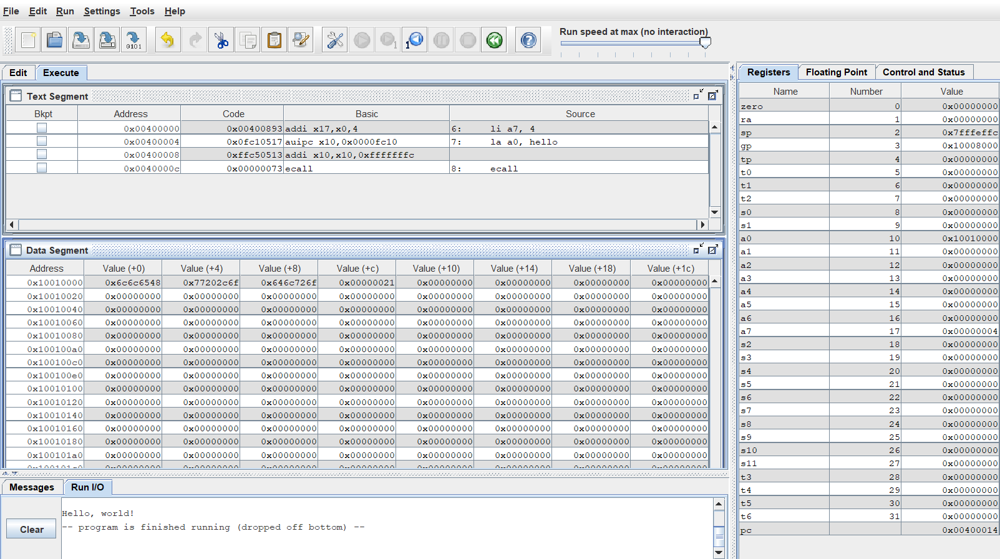 File Edit Run Settings Tools Help
Run speed at max (no interaction)
0101
1
1
Edit Execute
Text Segment
Bkpt Address Code Basic Source
0x00400000 0x00400893 addi x17,x0,4 6: li a7, 4
0x00400004 0x0fc10517 auipc x10,0x0000fc10 7: la a0, hello
0x00400008 0xffc50513 addi x10,x10,0xfffffffc
0x0040000c 0x00000073 ecall 8: ecall
Data Segment
Address Value (+0) Value (+4) Value (+8) Value (+c) Value (+10) Value (+14) Value (+18) Value (+1c)
0x10010000 0x6c6c6548 0x77202c6f 0x646c726f 0x00000021 0x00000000 0x00000000 0x00000000 0x00000000
0x10010020 0x00000000 0x00000000 0x00000000 0x00000000 0x00000000 0x00000000 0x00000000 0x00000000
0x10010040 0x00000000 0x00000000 0x00000000 0x00000000 0x00000000 0x00000000 0x00000000 0x00000000
0x10010060 0x00000000 0x00000000 0x00000000 0x00000000 0x00000000 0x00000000 0x00000000 0x00000000
0x10010080 0x00000000 0x00000000 0x00000000 0x00000000 0x00000000 0x00000000 0x00000000 0x00000000
0x100100a0 0x00000000 0x00000000 0x00000000 0x00000000 0x00000000 0x00000000 0x00000000 0x00000000
0x100100c0 0x00000000 0x00000000 0x00000000 0x00000000 0x00000000 0x00000000 0x00000000 0x00000000
0x100100e0 0x00000000 0x00000000 0x00000000 0x00000000 0x00000000 0x00000000 0x00000000 0x00000000
0x10010100 0x00000000 0x00000000 0x00000000 0x00000000 0x00000000 0x00000000 0x00000000 0x00000000
0x10010120 0x00000000 0x00000000 0x00000000 0x00000000 0x00000000 0x00000000 0x00000000 0x00000000
0x10010140 0x00000000 0x00000000 0x00000000 0x00000000 0x00000000 0x00000000 0x00000000 0x00000000
0x10010160 0x00000000 0x00000000 0x00000000 0x00000000 0x00000000 0x00000000 0x00000000 0x00000000
0x10010180 0x00000000 0x00000000 0x00000000 0x00000000 0x00000000 0x00000000 0x00000000 0x00000000
0x100101a0 0x00000000 0x00000000 0x00000000 0x00000000 0x00000000 0x00000000 0x00000000 0x00000000
Messages Run I/O
Clear
Hello, world!
-- program is finished running (dropped off bottom) --
Registers Floating Point Control and Status
Name Number Value
zero 0 0x00000000
ra 1 0x00000000
sp 2 0x7fffeffc
gp 3 0x10008000
tp 4 0x00000000
t0 5 0x00000000
t1 6 0x00000000
t2 7 0x00000000
s0 8 0x00000000
s1 9 0x00000000
a0 10 0x10010000
a1 11 0x00000000
a2 12 0x00000000
a3 13 0x00000000
a4 14 0x00000000
a5 15 0x00000000
a6 16 0x00000000
a7 17 0x00000004
s2 18 0x00000000
s3 19 0x00000000
s4 20 0x00000000
s5 21 0x00000000
s6 22 0x00000000
s7 23 0x00000000
s8 24 0x00000000
s9 25 0x00000000
s10 26 0x00000000
s11 27 0x00000000
t3 28 0x00000000
t4 29 0x00000000
t5 30 0x00000000
t6 31 0x00000000
pc 0x00400014